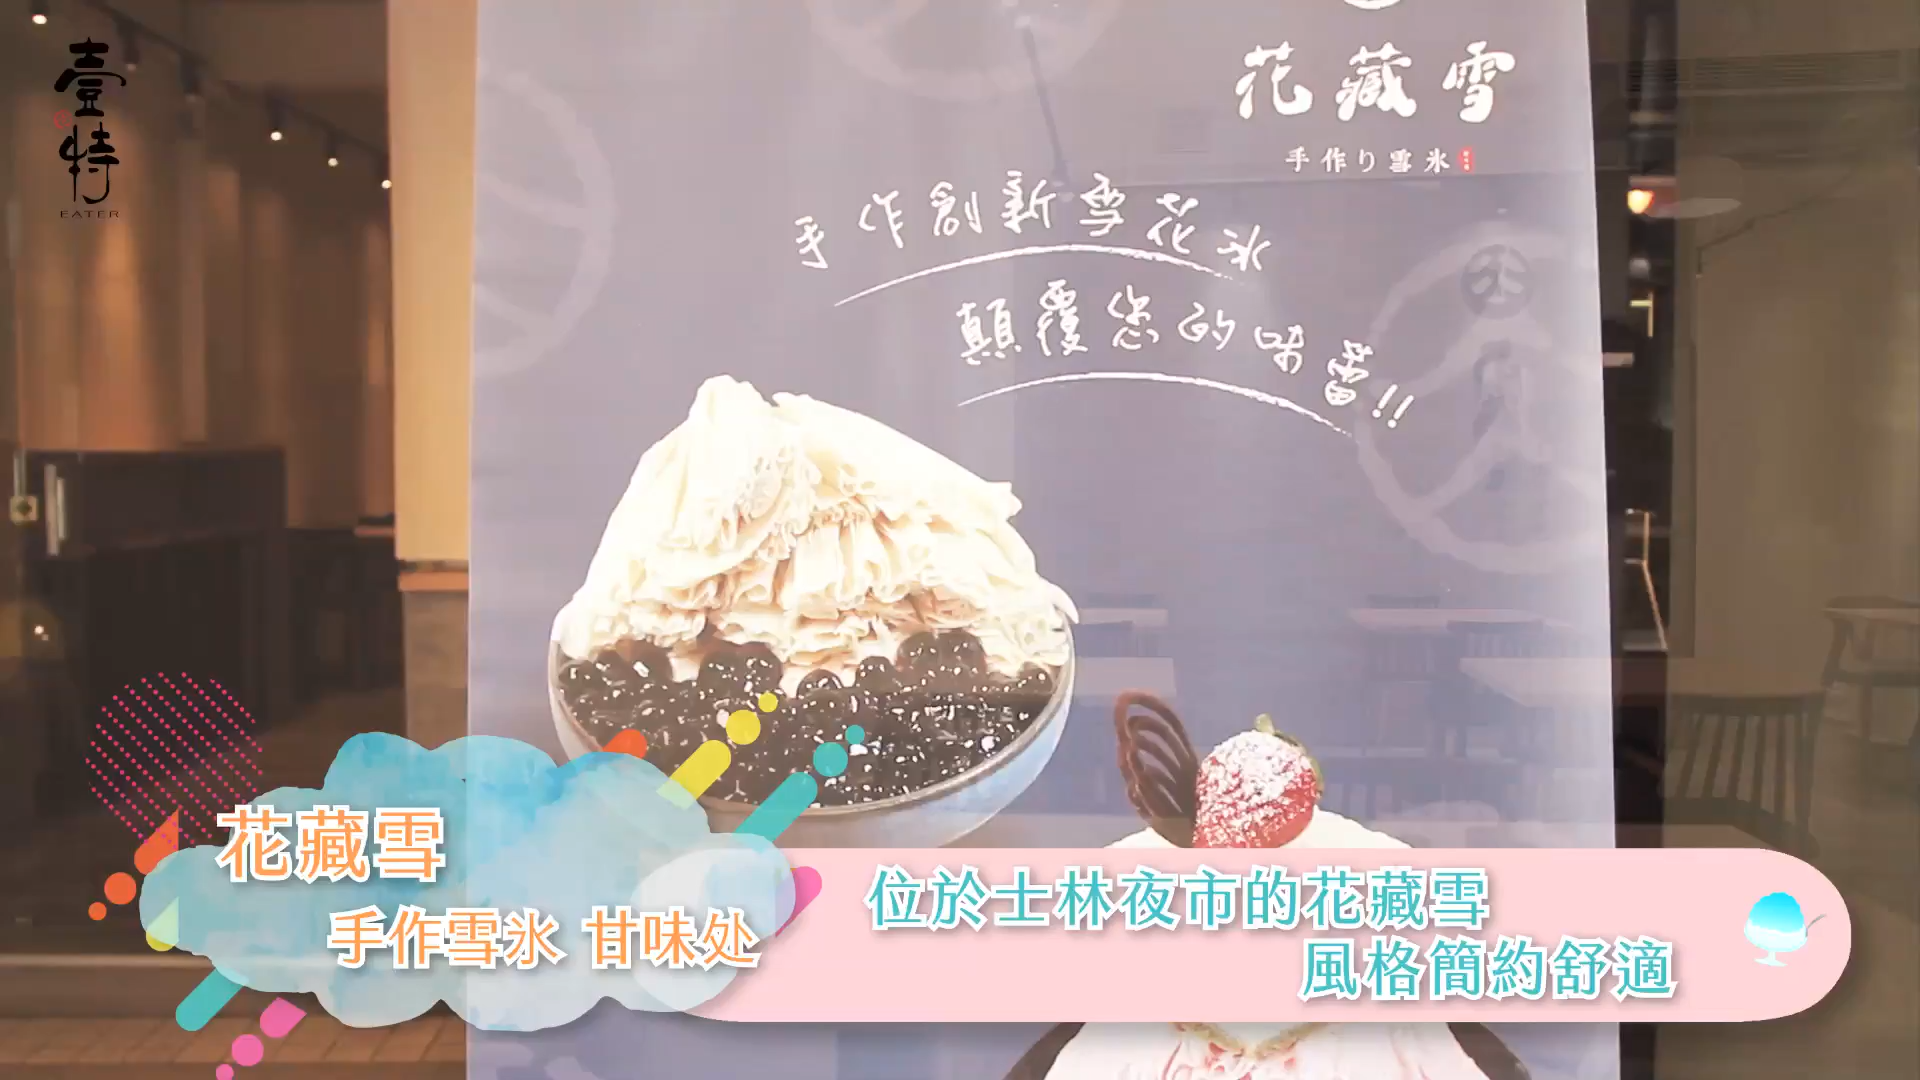 壹特
EATER
花藏雪
手作り雪氷
手作創新雪花冰
顛覆您的味蕾!!
花藏雪
手作雪氷 甘味处
位於士林夜市的花藏雪
風格簡約舒適